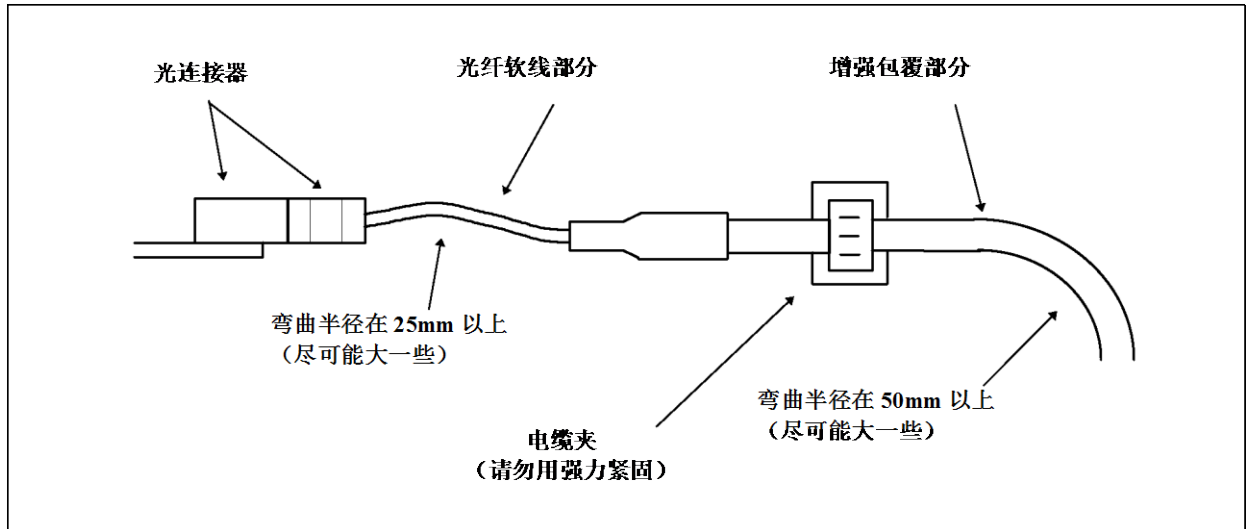 光连接器
光纤软线部分
增强包覆部分
弯曲半径在 25mm 以上
（尽可能大一些）
弯曲半径在 50mm 以上
（尽可能大一些）
电缆夹
（请勿用强力紧固）